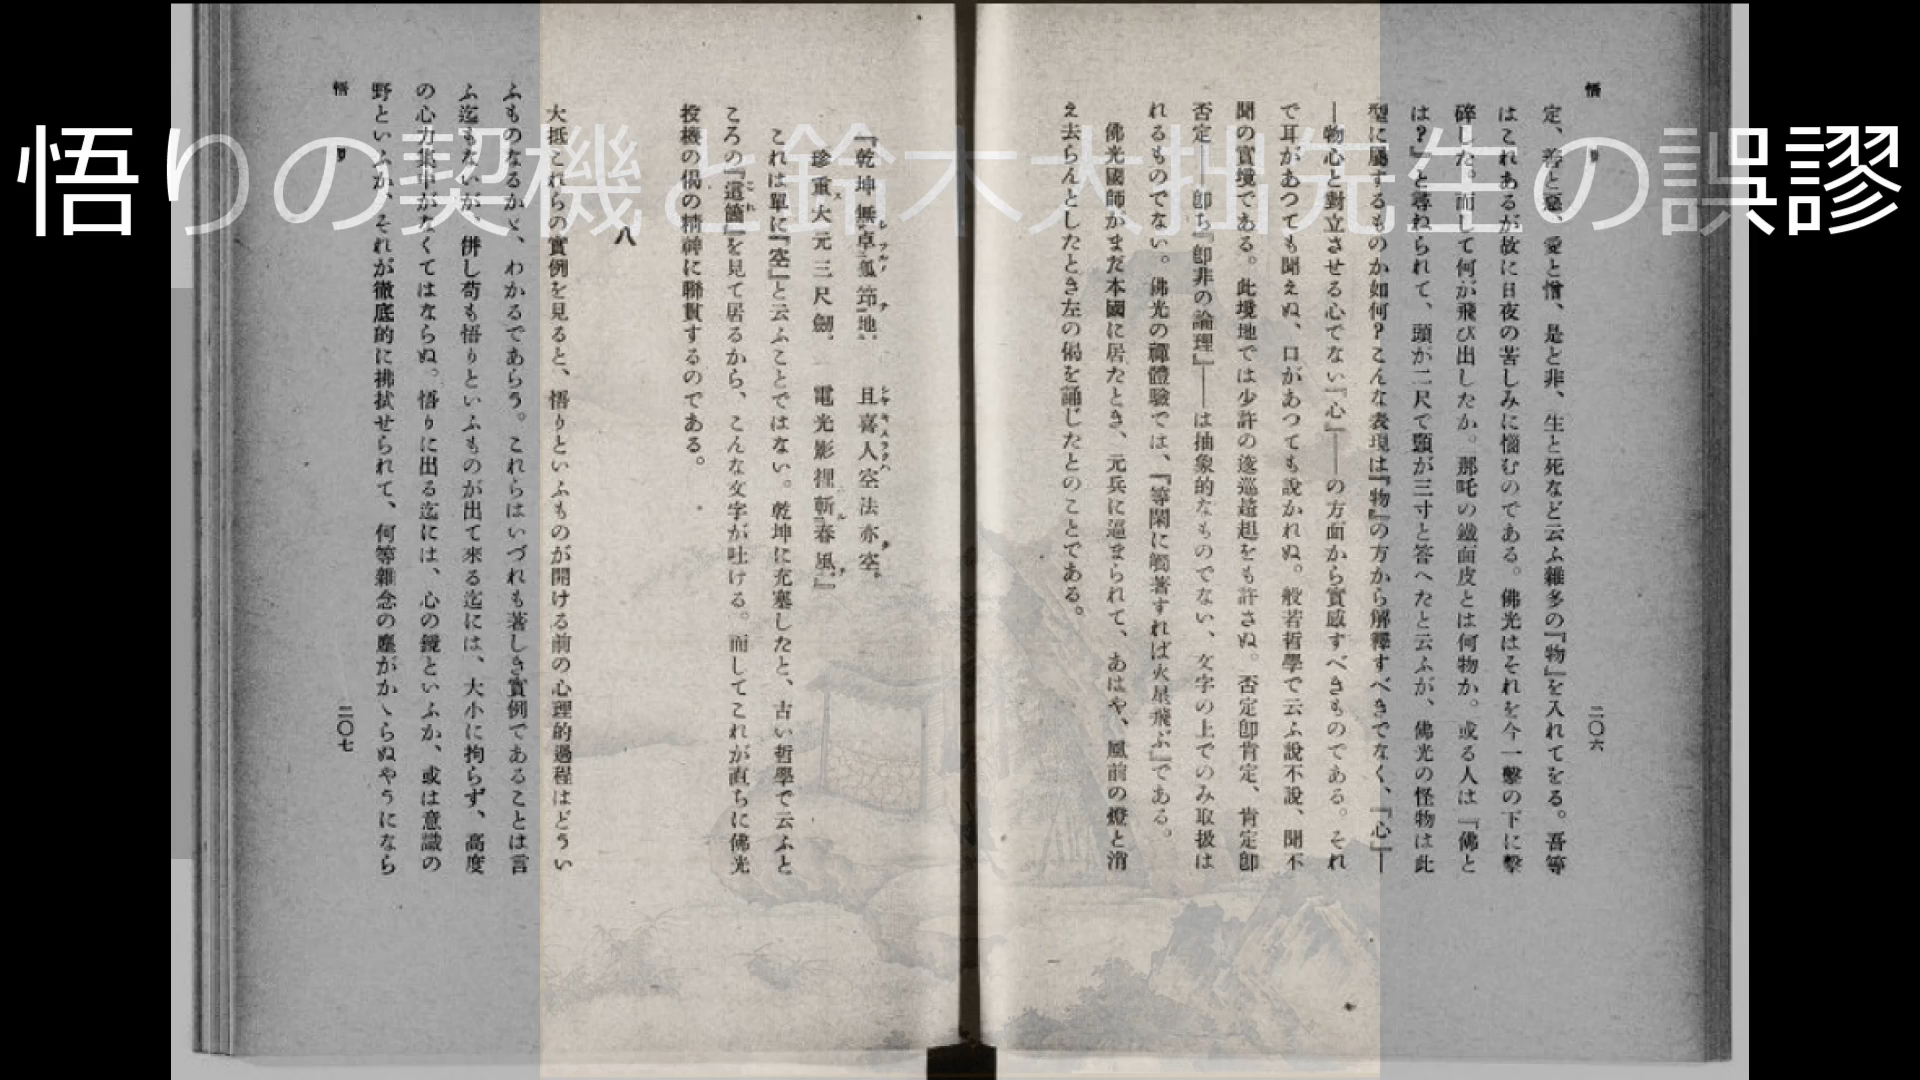 悟りの契機と鈴木大拙先生の誤謬
悟
二〇六
定、善と惡、愛と憎、是と非、生と死など云ふ雜多の『物』を入れてをる。吾等
はこれあるが故に日夜の苦しみに惱むのである。佛光はそれを今一擊の下に擊
碎した。而して何が飛び出したか。那吒の鐵面皮とは何物か。或る人は『佛と
は？』と尋ねられて、頭が二尺で頸が三寸と答へたと云ふが、佛光の怪物は此
型に屬するものか如何？こんな表現は『物』の方から解釋すべきでなく、『心』—
—物心と對立させる心でない『心』——の方面から實感すべきものである。それ
で耳があつても聞えぬ、口があつても說かれぬ。般若哲學で云ふ說不說、聞不
聞の實境である。此境地では少許の逡巡趑趄をも許さぬ。否定卽肯定、肯定卽
否定——卽ち『卽非の論理』——は抽象的なものでない、文字の上でのみ取扱は
れるものでない。佛光の禪體驗では、『等閑に觸著すれば火星飛ぶ』である。
佛光國師がまだ本國に居たとき、元兵に逼まられて、あはや、風前の燈と消
え去らんとしたとき左の偈を誦じたとのことである。
『乾坤無卓孤筇地、 且喜人空法亦空。
珍重大元三尺劒、 電光影裡斬春風。』
これは單に『空』と云ふことではない。乾坤に充塞したと、古い哲學で云ふと
ころの『這箇』を見て居るから、こんな文字が吐ける。而してこれが直ちに佛光
投機の偈の精神に聯貫するのである。
八
大抵これらの實例を見ると、悟りといふものが開ける前の心理的過程はどうい
ふものなるかゞ、わかるであらう。これらはいづれも著しき實例であることは言
ふ迄もないが、併し苟も悟りといふものが出て來る迄には、大小に拘らず、高度
の心力集中がなくてはならぬ。悟りに出る迄には、心の鏡といふか、或は意識の
野といふか、それが徹底的に拂拭せられて、何等雜念の塵がかゝらぬやうになら
悟
二〇七